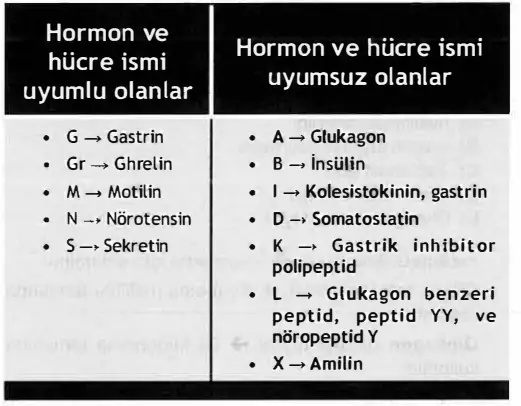 Hormon ve
hücre ismi
uyumlu olanlar
Hormon ve hücre ismi
uyumsuz olanlar
• G → Gastrin
• Gr → Ghrelin
• M → Motilin
• N → Nörotensin
• S → Sekretin
• A → Glukagon
• B → İnsülin
• I → Kolesistokinin, gastrin
• D → Somatostatin
• K → Gastrik inhibitor
polipeptid
• L → Glukagon benzeri
peptid, peptid YY, ve
nöropeptid Y
• X → Amilin